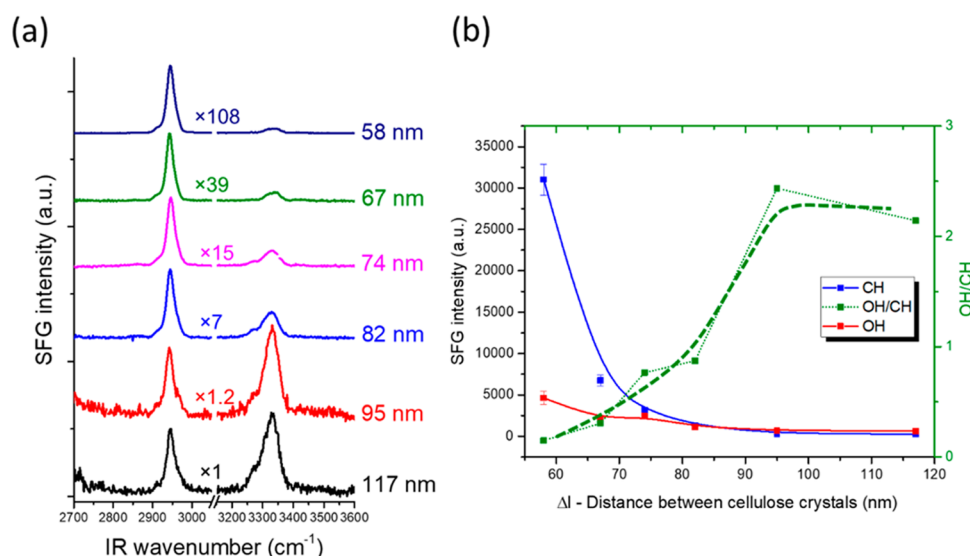 (a)
SFG intensity (a.u.)
×108
58 nm
×39
67 nm
×15
74 nm
×7
82 nm
×1.2
95 nm
×1
117 nm
2700 2800 2900 3000 3200 3300 3400 3500 3600
IR wavenumber (cm⁻¹)
(b)
SFG intensity (a.u.)
35000
30000
25000
20000
15000
10000
5000
0
3
2
1
0
OH/CH
CH
OH/CH
OH
60 70 80 90 100 110 120
Δl - Distance between cellulose crystals (nm)